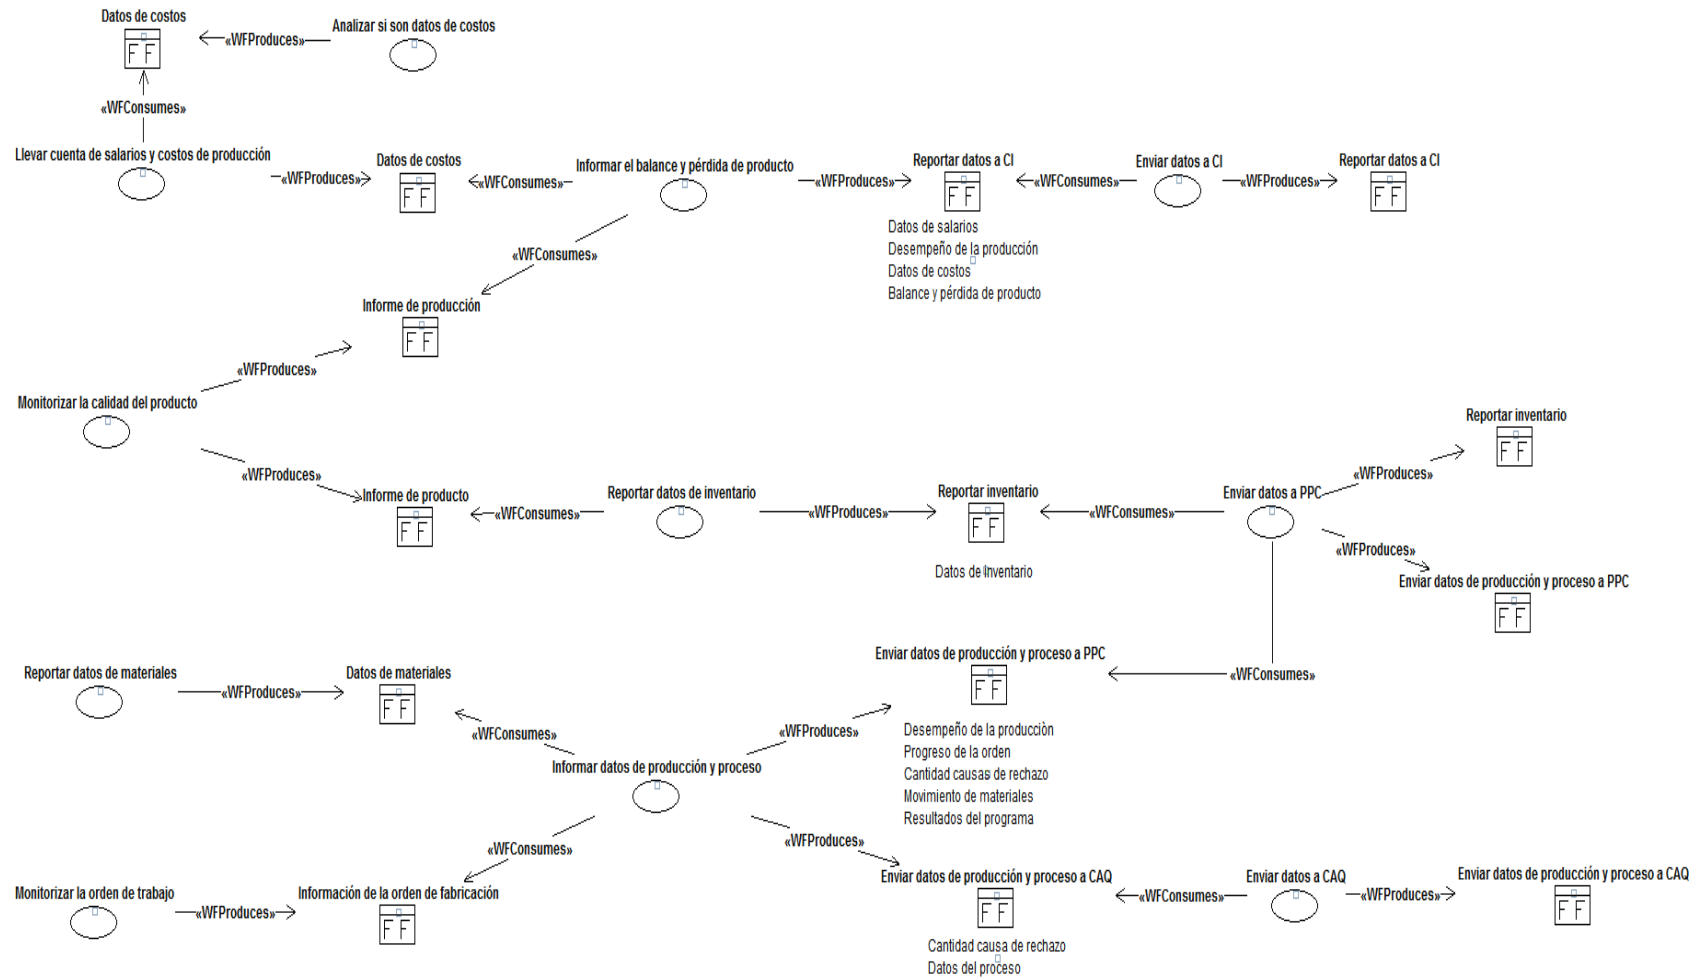 Datos de costos
Analizar si son datos de costos
«WFProduces»
F F
«WFConsumes»
Llevar cuenta de salarios y costos de producción
«WFProduces»
Datos de costos
F F
«WFConsumes»
Informar el balance y pérdida de producto
«WFProduces»
Reportar datos a CI
F F
«WFConsumes»
Enviar datos a CI
«WFProduces»
Reportar datos a CI
F F
Datos de salarios
Desempeño de la producción
Datos de costos
Balance y pérdida de producto
«WFConsumes»
Informe de producción
F F
«WFProduces»
Monitorizar la calidad del producto
«WFProduces»
Informe de producto
F F
«WFConsumes»
Reportar datos de inventario
«WFProduces»
Reportar inventario
F F
Datos de inventario
«WFConsumes»
Enviar datos a PPC
«WFProduces»
Reportar inventario
F F
«WFProduces»
Enviar datos de producción y proceso a PPC
F F
«WFConsumes»
Enviar datos de producción y proceso a PPC
F F
Desempeño de la producciòn
Progreso de la orden
Cantidad causas de rechazo
Movimiento de materiales
Resultados del programa
Reportar datos de materiales
«WFProduces»
Datos de materiales
F F
«WFConsumes»
«WFProduces»
Informar datos de producción y proceso
«WFConsumes»
«WFProduces»
Monitorizar la orden de trabajo
«WFProduces»
Información de la orden de fabricación
F F
Enviar datos de producción y proceso a CAQ
F F
Cantidad causa de rechazo
Datos del proceso
«WFConsumes»
Enviar datos a CAQ
«WFProduces»
Enviar datos de producción y proceso a CAQ
F F